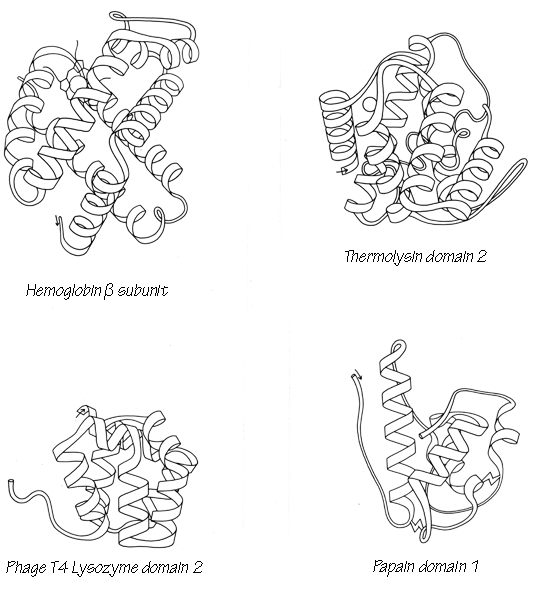 Hemoglobin β subunit
Thermolysin domain 2
Phage T4 Lysozyme domain 2
Papain domain 1